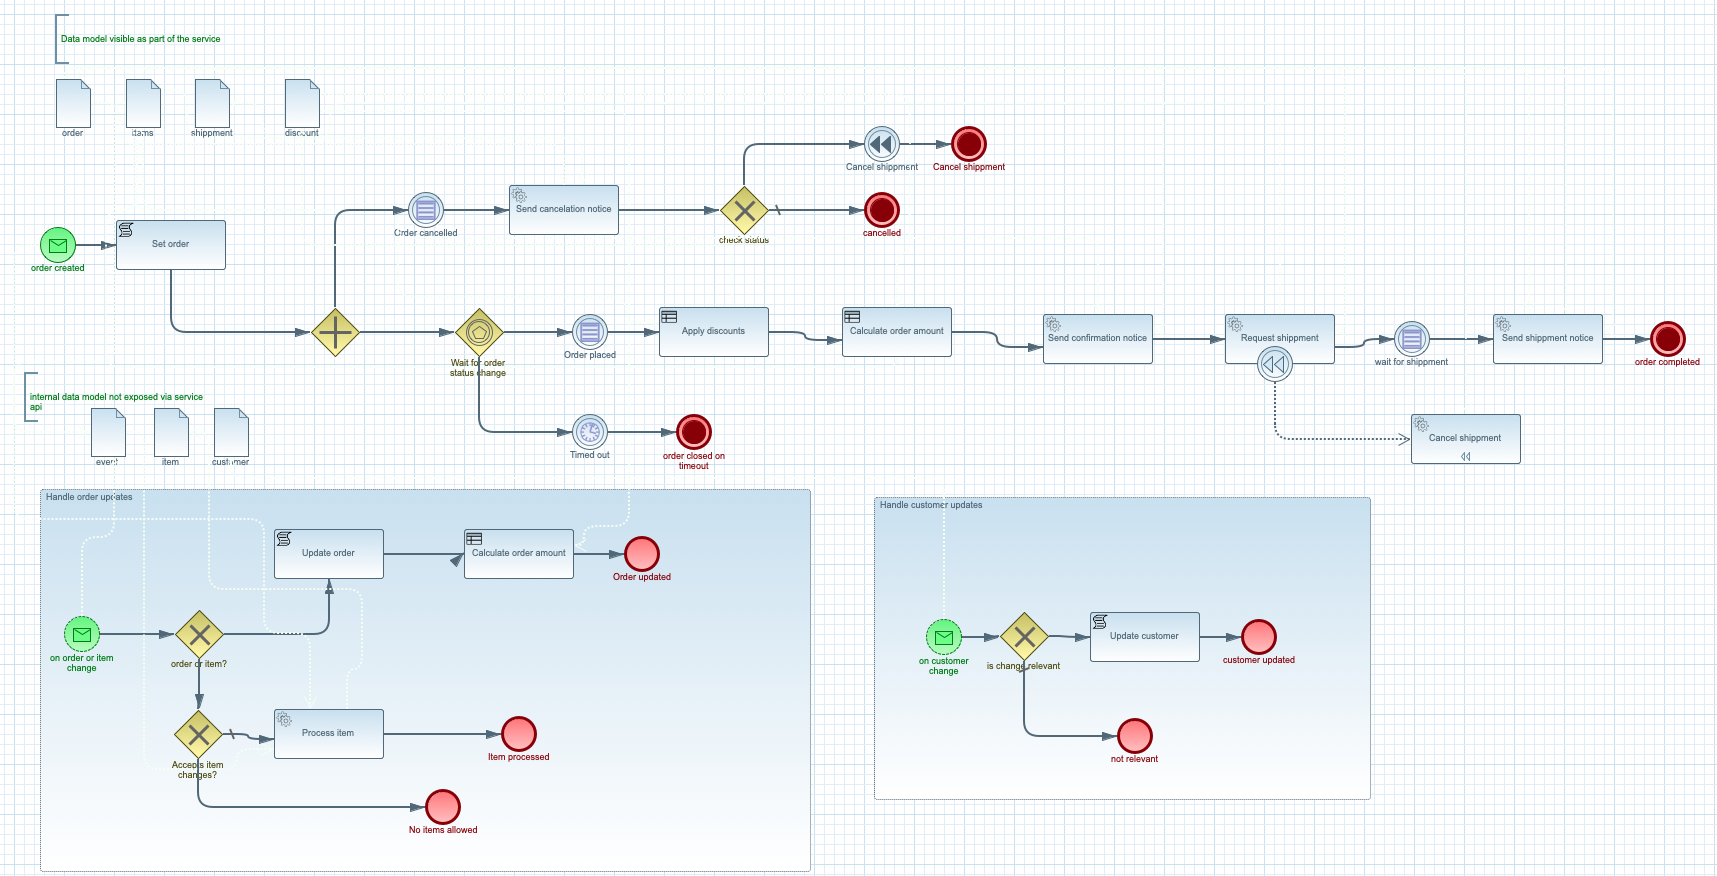 Data model visible as part of the service
order
items
shippment
discount
Cancel shippment
Cancel shippment
Order cancelled
Send cancelation notice
check status
cancelled
order created
Set order
Wait for order
status change
Order placed
Apply discounts
Calculate order amount
Send confirmation notice
Request shippment
wait for shippment
Send shippment notice
order completed
internal data model not exposed via service
api
event
item
customer
Timed out
order closed on
timeout
Cancel shippment
Handle order updates
Update order
Calculate order amount
Order updated
on order or item
change
order or item?
Accepts item
changes?
Process item
Item processed
No items allowed
Handle customer updates
on customer
change
is change relevant
Update customer
customer updated
not relevant